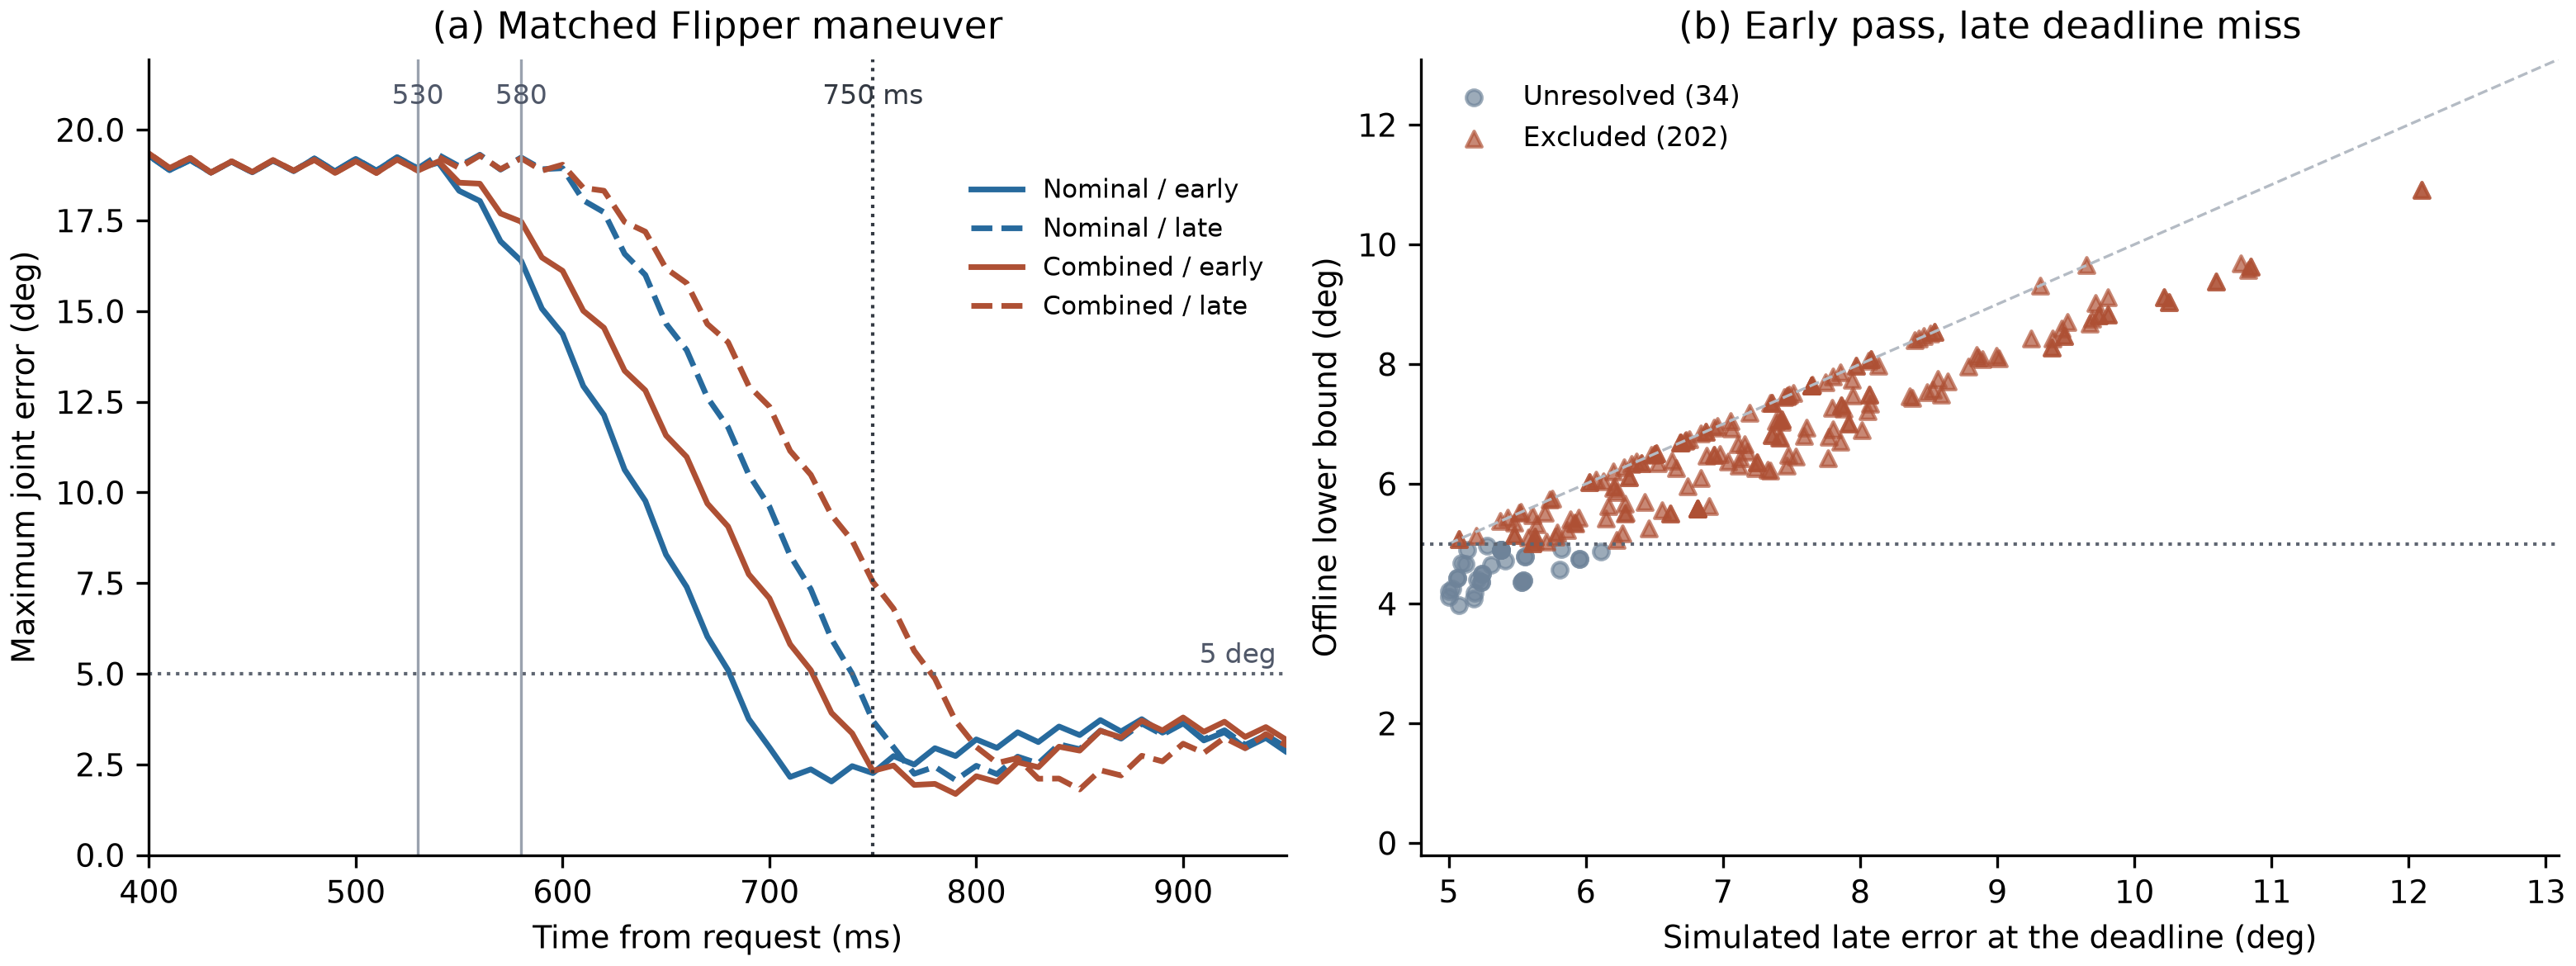 (a) Matched Flipper maneuver
530
580
750 ms
Nominal / early
Nominal / late
Combined / early
Combined / late
5 deg
Maximum joint error (deg)
20.0
17.5
15.0
12.5
10.0
7.5
5.0
2.5
0.0
400
500
600
700
800
900
Time from request (ms)
(b) Early pass, late deadline miss
Unresolved (34)
Excluded (202)
Offline lower bound (deg)
12
10
8
6
4
2
0
5
6
7
8
9
10
11
12
13
Simulated late error at the deadline (deg)